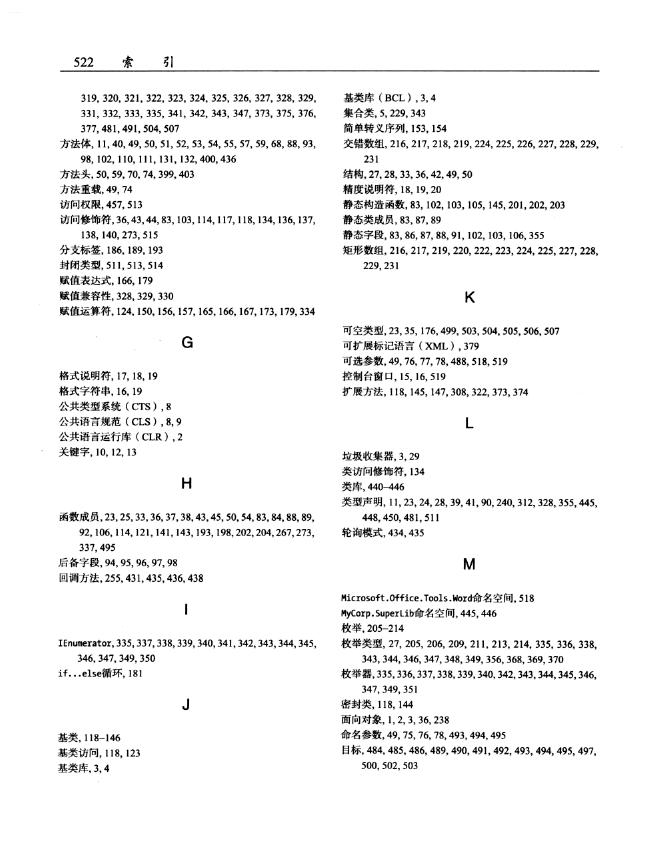 522 索 引
319, 320, 321, 322, 323, 324, 325, 326, 327, 328, 329,
331, 332, 333, 335, 341, 342, 343, 347, 373, 375, 376,
377, 481, 491, 504, 507
方法体, 11, 40, 49, 50, 51, 52, 53, 54, 55, 57, 59, 68, 88, 93,
98, 102, 110, 111, 131, 132, 400, 436
方法头, 50, 59, 70, 74, 399, 403
方法重载, 49, 74
访问权限, 457, 513
访问修饰符, 36, 43, 44, 83, 103, 114, 117, 118, 134, 136, 137,
138, 140, 273, 515
分支标签, 186, 189, 193
封闭类型, 511, 513, 514
赋值表达式, 166, 179
赋值兼容性, 328, 329, 330
赋值运算符, 124, 150, 156, 157, 165, 166, 167, 173, 179, 334
G
格式说明符, 17, 18, 19
格式字符串, 16, 19
公共类型系统（CTS）, 8
公共语言规范（CLS）, 8, 9
公共语言运行库（CLR）, 2
关键字, 10, 12, 13
H
函数成员, 23, 25, 33, 36, 37, 38, 43, 45, 50, 54, 83, 84, 88, 89,
92, 106, 114, 121, 141, 143, 193, 198, 202, 204, 267, 273,
337, 495
后备字段, 94, 95, 96, 97, 98
回调方法, 255, 431, 435, 436, 438
I
IEnumerator, 335, 337, 338, 339, 340, 341, 342, 343, 344, 345,
346, 347, 349, 350
if...else循环, 181
J
基类, 118–146
基类访问, 118, 123
基类库, 3, 4
基类库（BCL）, 3, 4
集合类, 5, 229, 343
简单转义序列, 153, 154
交错数组, 216, 217, 218, 219, 224, 225, 226, 227, 228, 229,
231
结构, 27, 28, 33, 36, 42, 49, 50
精度说明符, 18, 19, 20
静态构造函数, 83, 102, 103, 105, 145, 201, 202, 203
静态类成员, 83, 87, 89
静态字段, 83, 86, 87, 88, 91, 102, 103, 106, 355
矩形数组, 216, 217, 219, 220, 222, 223, 224, 225, 227, 228,
229, 231
K
可空类型, 23, 35, 176, 499, 503, 504, 505, 506, 507
可扩展标记语言（XML）, 379
可选参数, 49, 76, 77, 78, 488, 518, 519
控制台窗口, 15, 16, 519
扩展方法, 118, 145, 147, 308, 322, 373, 374
L
垃圾收集器, 3, 29
类访问修饰符, 134
类库, 440–446
类型声明, 11, 23, 24, 28, 39, 41, 90, 240, 312, 328, 355, 445,
448, 450, 481, 511
轮询模式, 434, 435
M
Microsoft.Office.Tools.Word命名空间, 518
MyCorp.SuperLib命名空间, 445, 446
枚举, 205–214
枚举类型, 27, 205, 206, 209, 211, 213, 214, 335, 336, 338,
343, 344, 346, 347, 348, 349, 356, 368, 369, 370
枚举器, 335, 336, 337, 338, 339, 340, 342, 343, 344, 345, 346,
347, 349, 351
密封类, 118, 144
面向对象, 1, 2, 3, 36, 238
命名参数, 49, 75, 76, 78, 493, 494, 495
目标, 484, 485, 486, 489, 490, 491, 492, 493, 494, 495, 497,
500, 502, 503